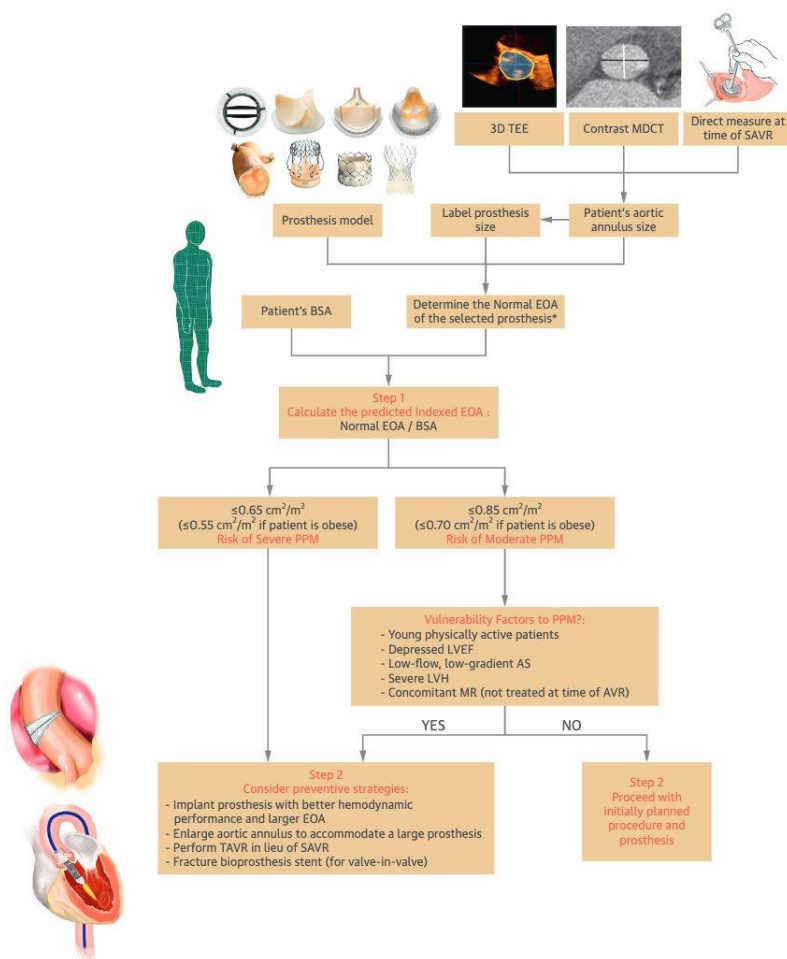 3D TEE
Contrast MDCT
Direct measure at
time of SAVR
Prosthesis model
Label prosthesis
size
Patient's aortic
annulus size
Patient's BSA
Determine the Normal EOA
of the selected prosthesis*
Step 1
Calculate the predicted Indexed EOA :
Normal EOA / BSA
≤0.65 cm²/m²
(≤0.55 cm²/m² if patient is obese)
Risk of Severe PPM
≤0.85 cm²/m²
(≤0.70 cm²/m² if patient is obese)
Risk of Moderate PPM
Vulnerability Factors to PPM?:
- Young physically active patients
- Depressed LVEF
- Low-flow, low-gradient AS
- Severe LVH
- Concomitant MR (not treated at time of AVR)
YES
NO
Step 2
Consider preventive strategies:
- Implant prosthesis with better hemodynamic
performance and larger EOA
- Enlarge aortic annulus to accommodate a large prosthesis
- Perform TAVR in lieu of SAVR
- Fracture bioprosthesis stent (for valve-in-valve)
Step 2
Proceed with
initially planned
procedure and
prosthesis